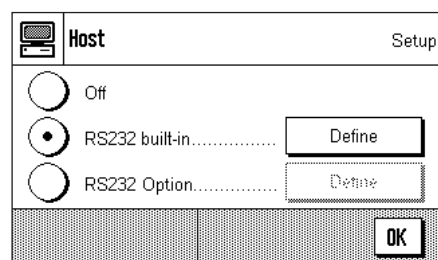 Host Setup
Off
RS232 built-in................ Define
RS232 Option................ Define
OK